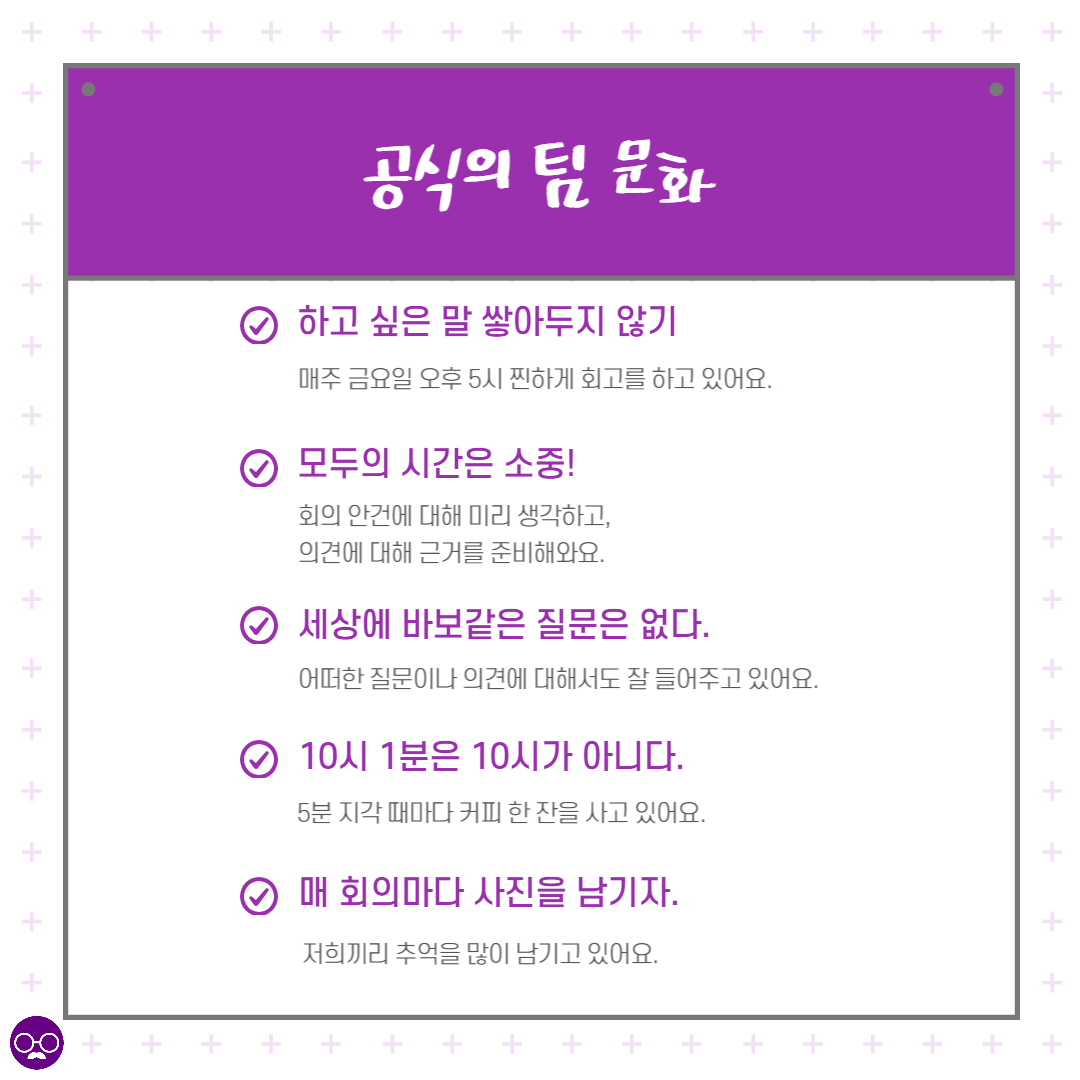 공식의 팀 문화
하고 싶은 말 쌓아두지 않기
매주 금요일 오후 5시 찐하게 회고를 하고 있어요.
모두의 시간은 소중!
회의 안건에 대해 미리 생각하고,
의견에 대해 근거를 준비해와요.
세상에 바보같은 질문은 없다.
어떠한 질문이나 의견에 대해서도 잘 들어주고 있어요.
10시 1분은 10시가 아니다.
5분 지각 때마다 커피 한 잔을 사고 있어요.
매 회의마다 사진을 남기자.
저희끼리 추억을 많이 남기고 있어요.